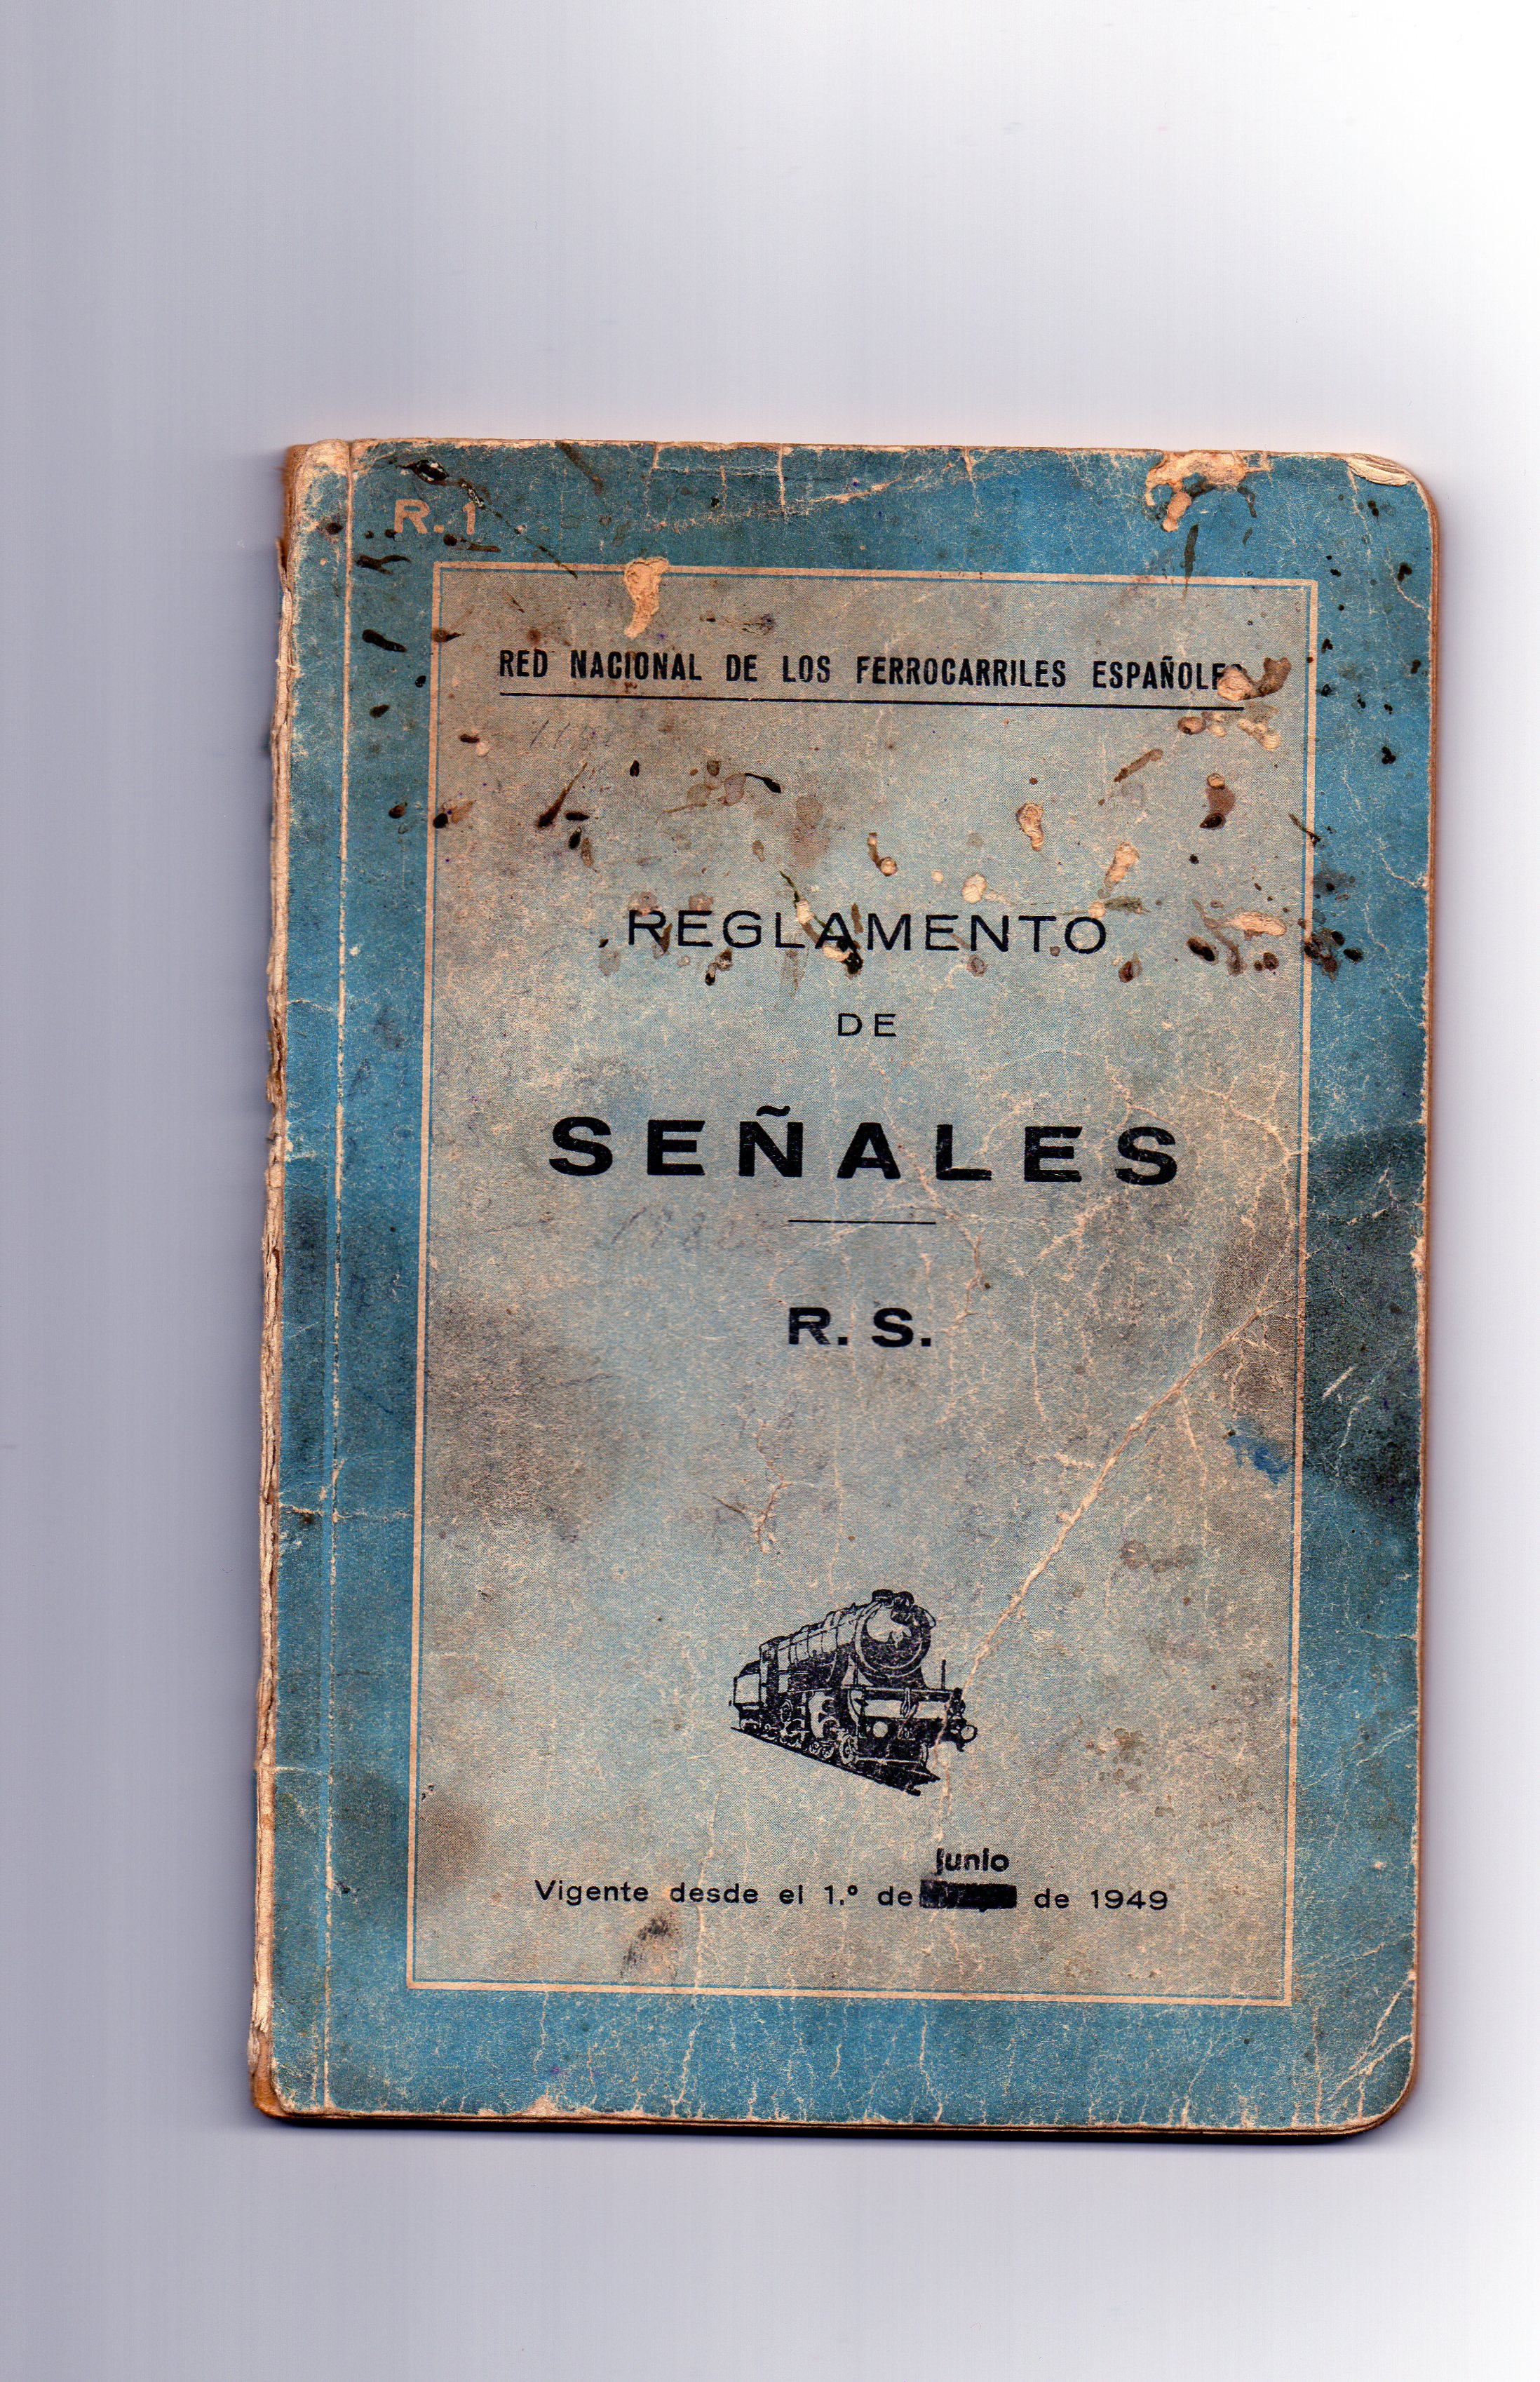 R. 1
RED NACIONAL DE LOS FERROCARRILES ESPAÑOLES
REGLAMENTO
DE
SEÑALES
R. S.
junio
Vigente desde el 1.º de de 1949